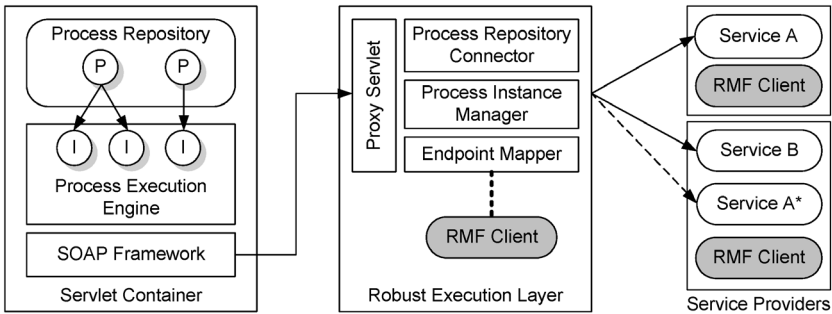 Process Repository
P
P
I
I
I
Process Execution
Engine
SOAP Framework
Servlet Container
Proxy Servlet
Process Repository
Connector
Process Instance
Manager
Endpoint Mapper
RMF Client
Robust Execution Layer
Service A
RMF Client
Service B
Service A*
RMF Client
Service Providers